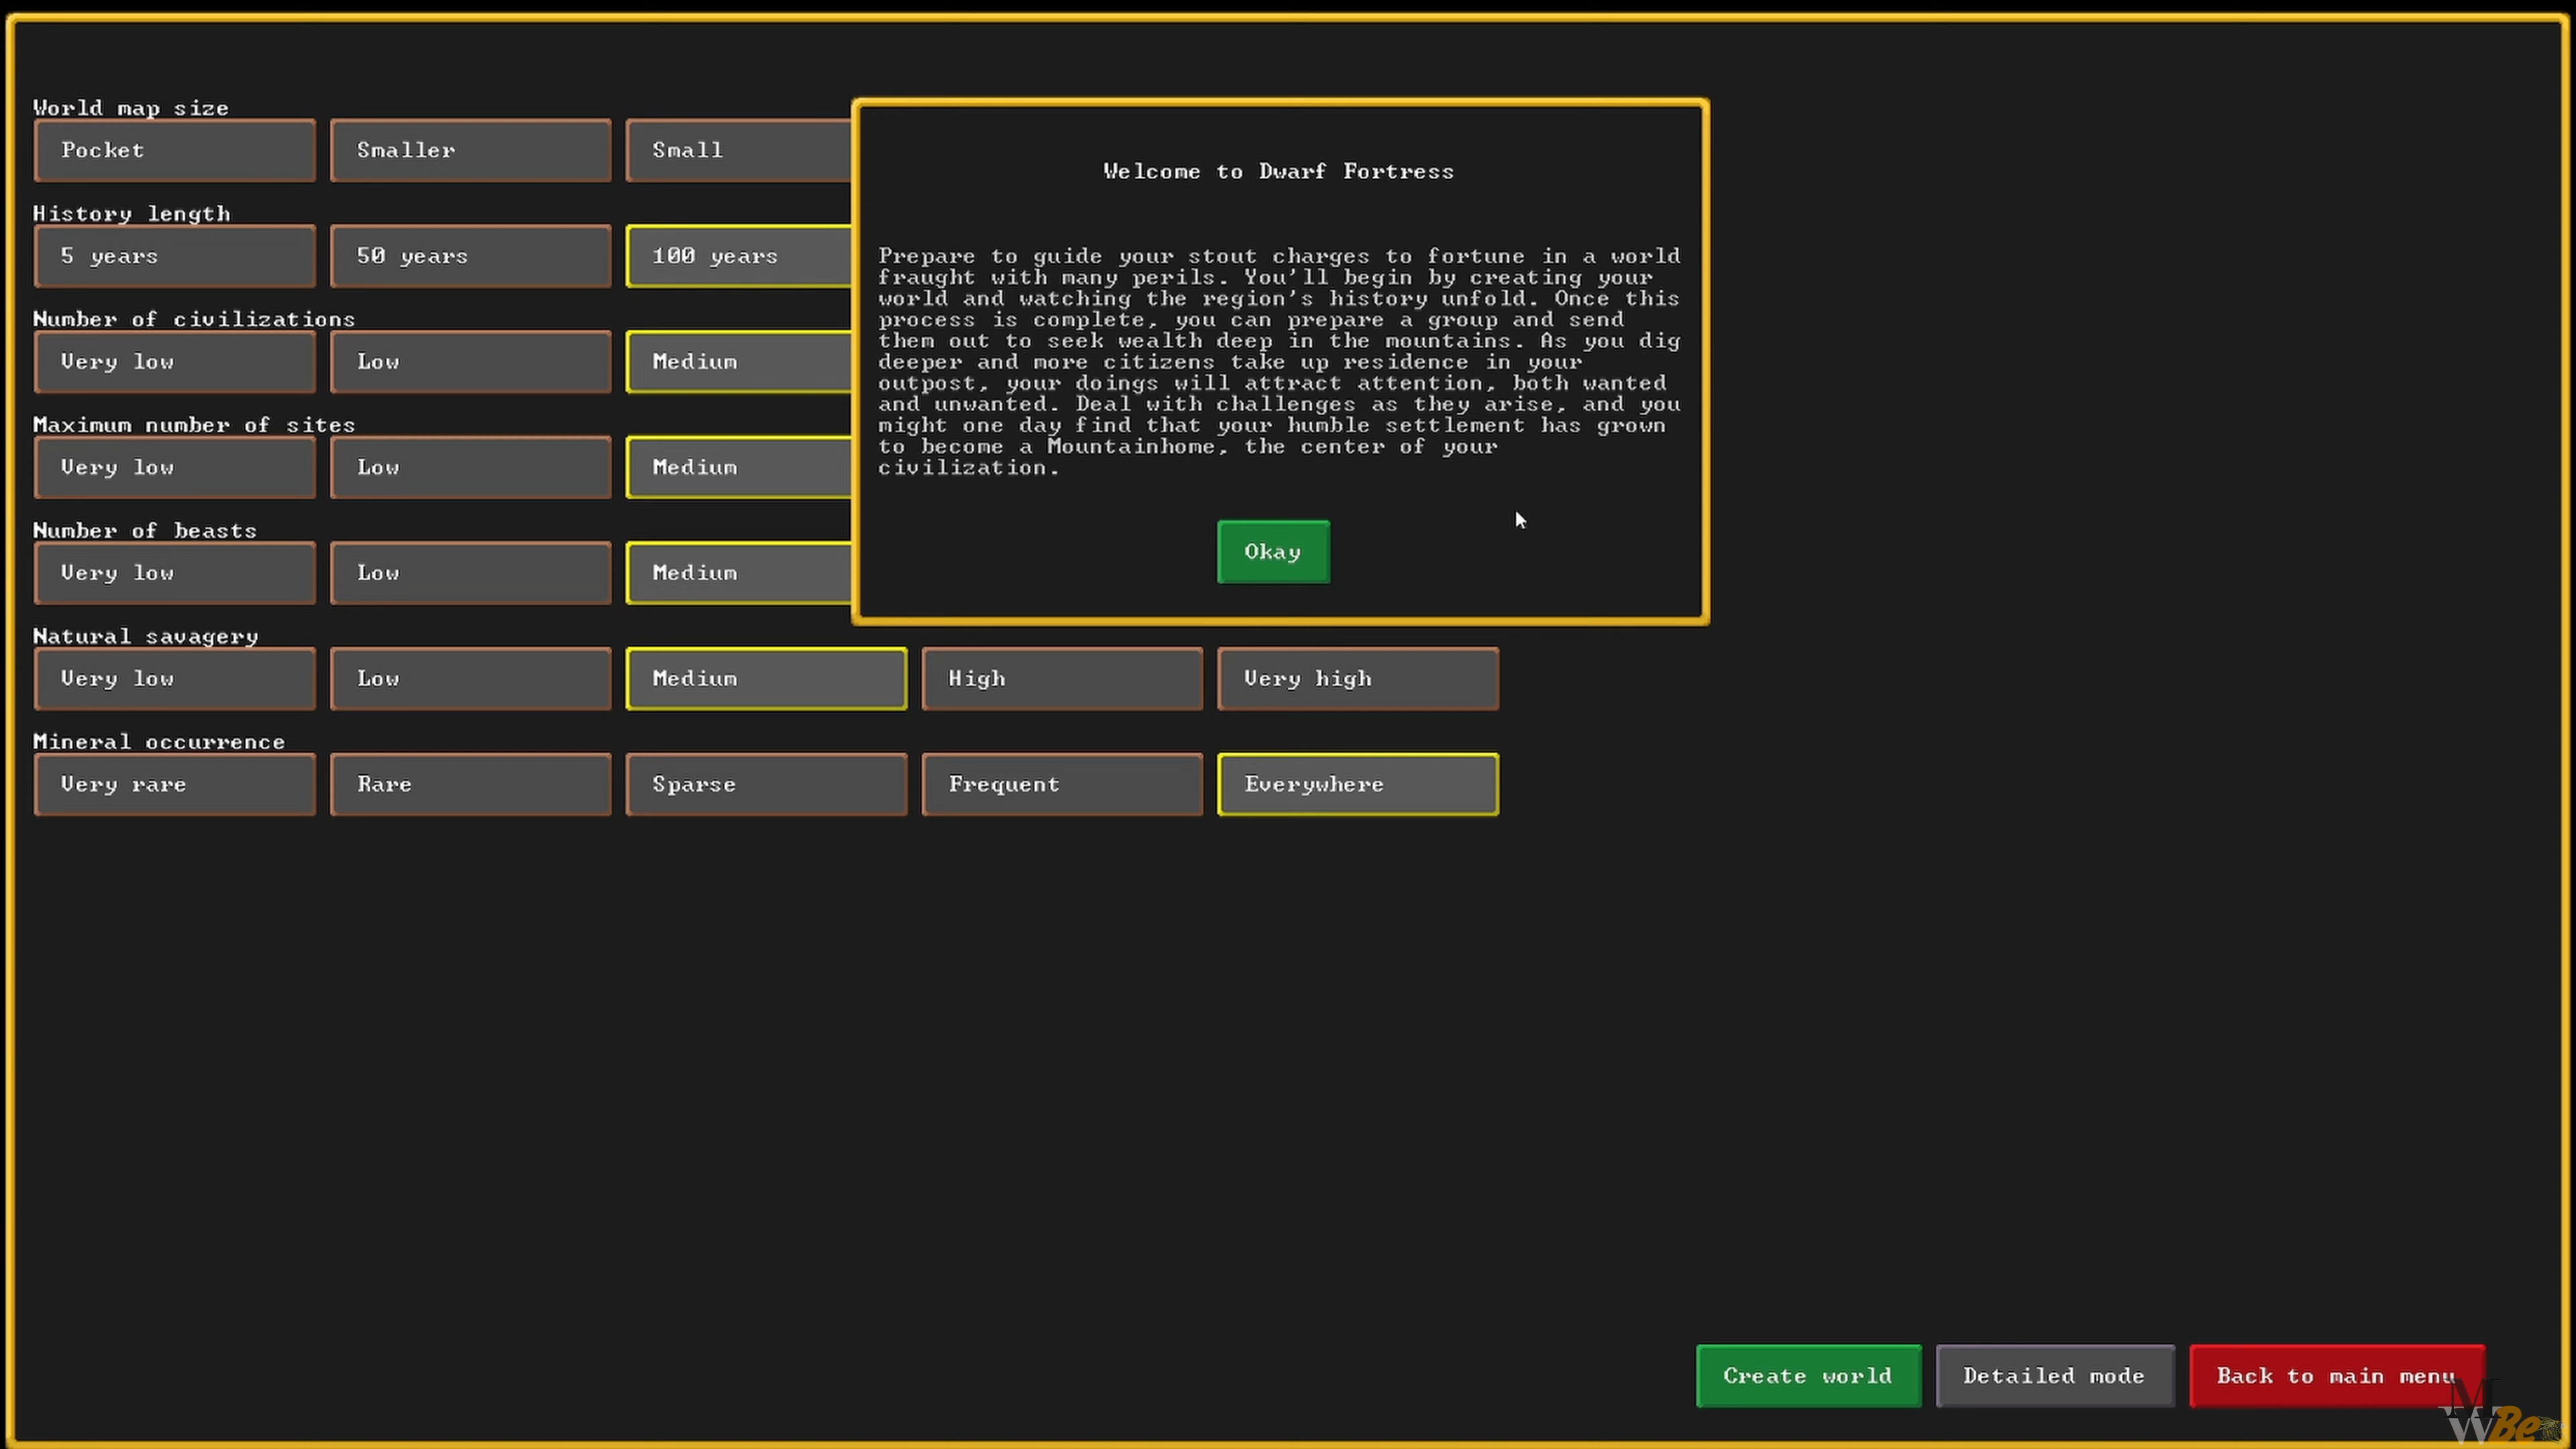 World map size
Pocket
Smaller
Small
History length
5 years
50 years
100 years
Number of civilizations
Very low
Low
Medium
Maximum number of sites
Very low
Low
Medium
Number of beasts
Very low
Low
Medium
Natural savagery
Very low
Low
Medium
High
Very high
Mineral occurrence
Very rare
Rare
Sparse
Frequent
Everywhere
Welcome to Dwarf Fortress
Prepare to guide your stout charges to fortune in a world
fraught with many perils. You'll begin by creating your
world and watching the region's history unfold. Once this
process is complete, you can prepare a group and send
them out to seek wealth deep in the mountains. As you dig
deeper and more citizens take up residence in your
outpost, your doings will attract attention, both wanted
and unwanted. Deal with challenges as they arise, and you
might one day find that your humble settlement has grown
to become a Mountainhome, the center of your
civilization.
Okay
Create world
Detailed mode
Back to main menu